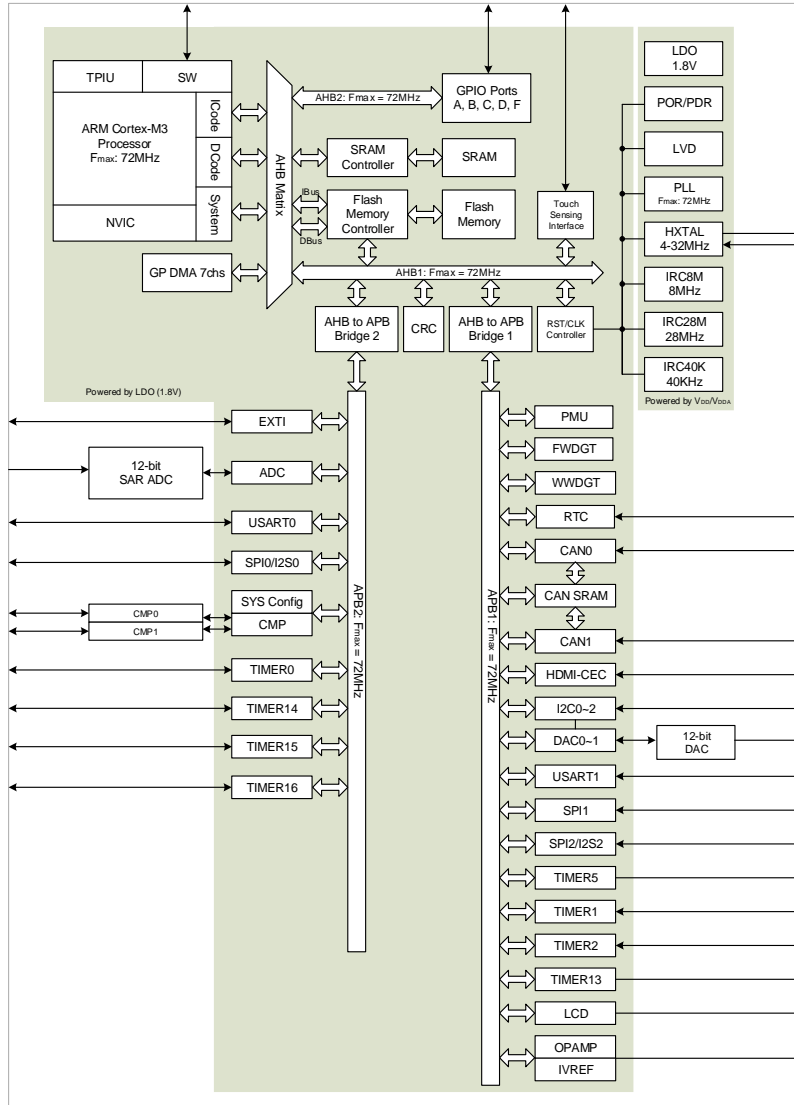 TPIU
SW
ARM Cortex-M3
Processor
Fmax: 72MHz
NVIC
ICode
DCode
System
AHB Matrix
AHB2: Fmax = 72MHz
GPIO Ports
A, B, C, D, F
SRAM
Controller
SRAM
IBus
DBus
Flash
Memory
Controller
Flash
Memory
Touch
Sensing
Interface
GP DMA 7chs
AHB1: Fmax = 72MHz
AHB to APB
Bridge 2
CRC
AHB to APB
Bridge 1
RST/CLK
Controller
LDO
1.8V
POR/PDR
LVD
PLL
Fmax: 72MHz
HXTAL
4-32MHz
IRC8M
8MHz
IRC28M
28MHz
IRC40K
40KHz
Powered by VDD/VDDA
Powered by LDO (1.8V)
EXTI
12-bit
SAR ADC
ADC
USART0
SPI0/I2S0
SYS Config
CMP
CMP0
CMP1
TIMER0
TIMER14
TIMER15
TIMER16
APB2: Fmax = 72MHz
APB1: Fmax = 72MHz
PMU
FWDGT
WWDGT
RTC
CAN0
CAN SRAM
CAN1
HDMI-CEC
I2C0~2
DAC0~1
12-bit
DAC
USART1
SPI1
SPI2/I2S2
TIMER5
TIMER1
TIMER2
TIMER13
LCD
OPAMP
IVREF